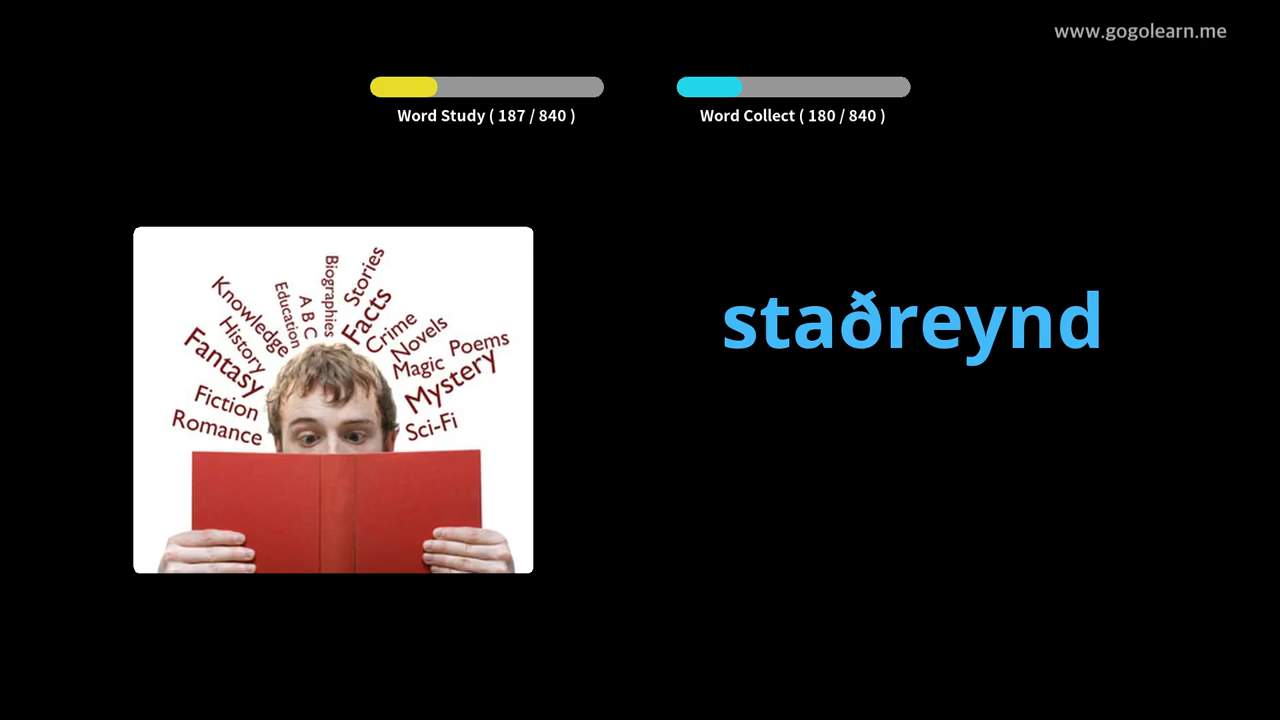 www.gogolearn.me
Word Study ( 187 / 840 )
Word Collect ( 180 / 840 )
staðreynd
Romance
Fiction
Fantasy
History
Knowledge
Education
A B C
Biographies
Stories
Facts
Crime
Novels
Magic
Poems
Mystery
Sci-Fi